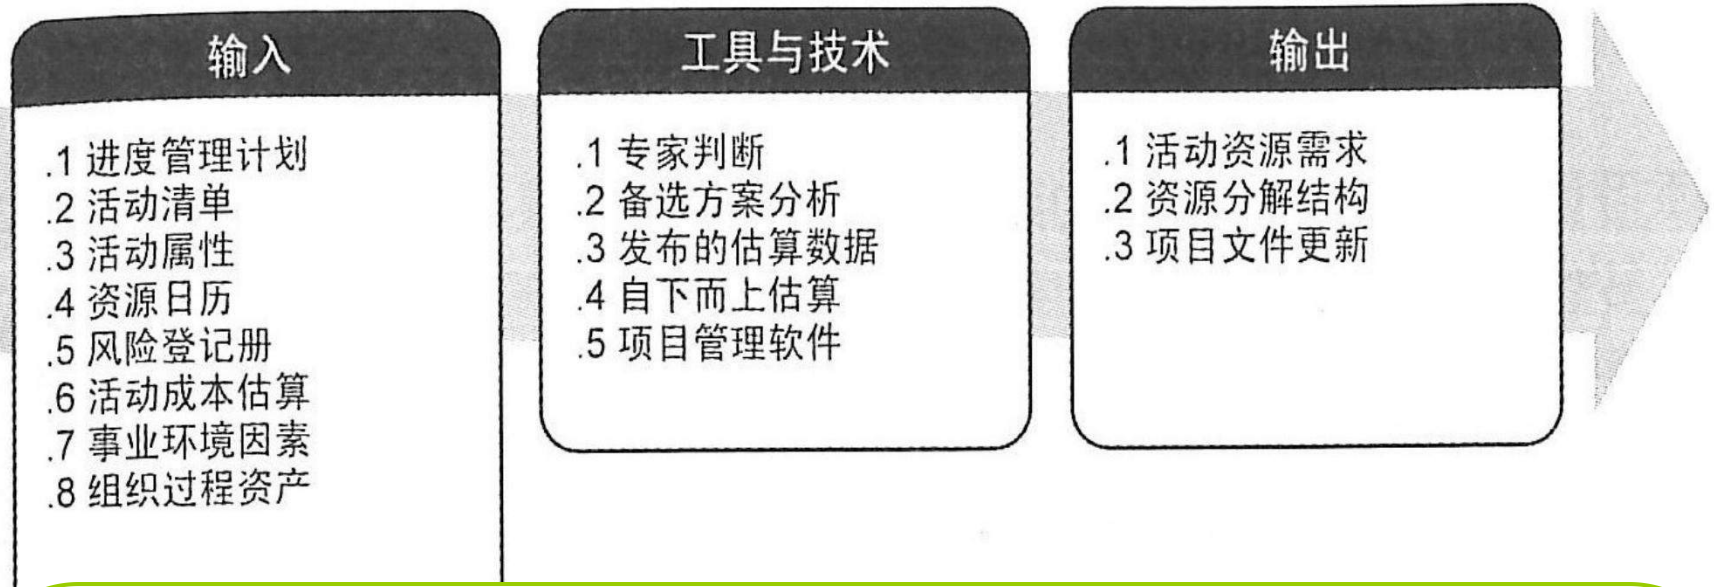 输入
.1 进度管理计划
.2 活动清单
.3 活动属性
.4 资源日历
.5 风险登记册
.6 活动成本估算
.7 事业环境因素
.8 组织过程资产
工具与技术
.1 专家判断
.2 备选方案分析
.3 发布的估算数据
.4 自下而上估算
.5 项目管理软件
输出
.1 活动资源需求
.2 资源分解结构
.3 项目文件更新